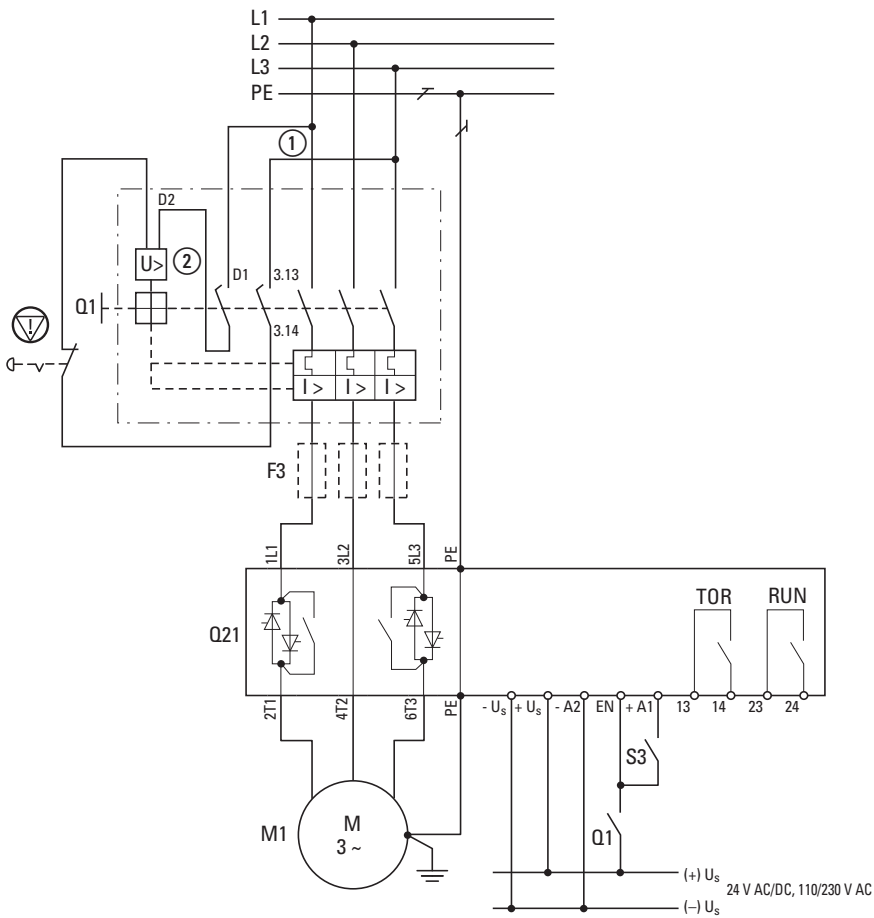 L1
L2
L3
PE
1
D2
U>
2
D1
3.13
Q1
!
3.14
I > I > I >
F3
1L1 3L2 5L3 PE
TOR RUN
Q21
2T1 4T2 6T3 PE
- Us + Us - A2 EN + A1 13 14 23 24
S3
M1
M
3 ~
Q1
(+) Us
24 V AC/DC, 110/230 V AC
(–) Us